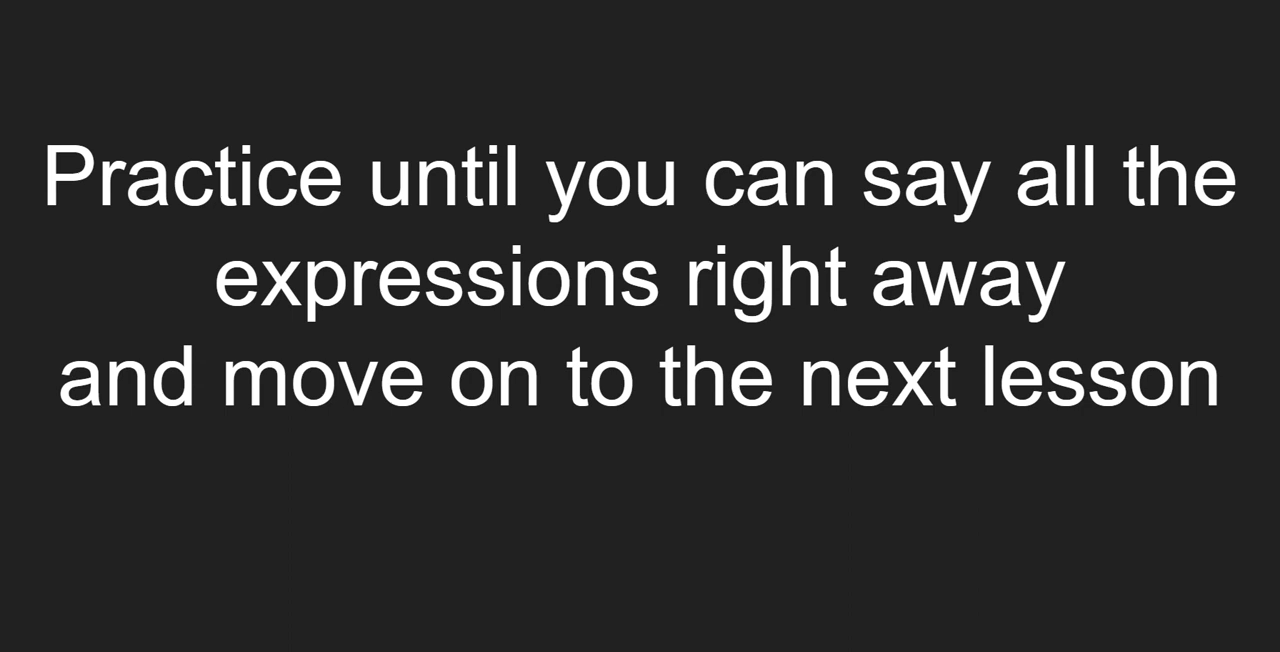 Practice until you can say all the
expressions right away
and move on to the next lesson